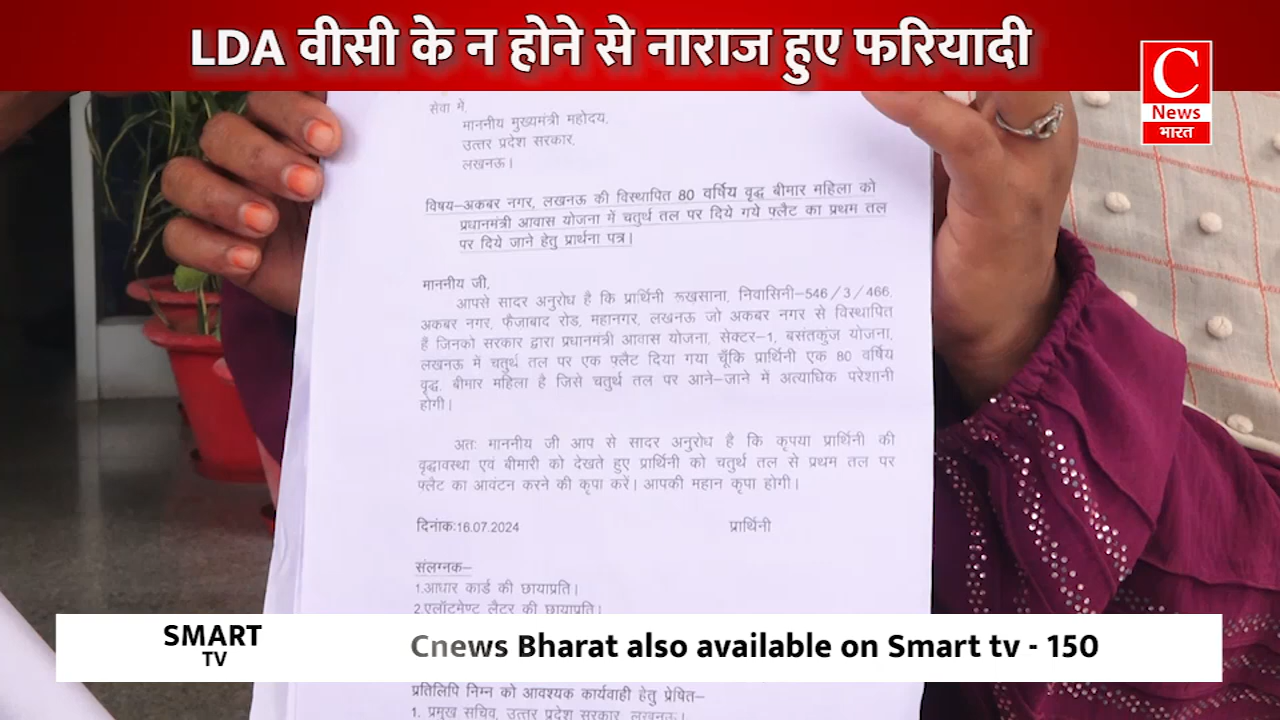 LDA वीसी के न होने से नाराज हुए फरियादी
C
News
भारत
सेवा में,
माननीय मुख्यमंत्री महोदय,
उत्तर प्रदेश सरकार,
लखनऊ।
विषय–अकबर नगर, लखनऊ की विस्थापित 80 वर्षिय वृद्ध बीमार महिला को
प्रधानमंत्री आवास योजना में चतुर्थ तल पर दिये गये फ्लैट का प्रथम तल
पर दिये जाने हेतु प्रार्थना पत्र।
माननीय जी,
आपसे सादर अनुरोध है कि प्रार्थिनी रूखसाना, निवासिनी–546/3/466,
अकबर नगर, फैजाबाद रोड, महानगर, लखनऊ जो अकबर नगर से विस्थापित
है जिनको सरकार द्वारा प्रधानमंत्री आवास योजना, सेक्टर–1, बसंतकुंज योजना,
लखनऊ में चतुर्थ तल पर एक फ्लैट दिया गया चूँकि प्रार्थिनी एक 80 वर्षिय
वृद्ध, बीमार महिला है जिसे चतुर्थ तल पर आने–जाने में अत्याधिक परेशानी
होगी।
अतः माननीय जी आप से सादर अनुरोध है कि कृपया प्रार्थिनी की
वृद्धावस्था एवं बीमारी को देखते हुए प्रार्थिनी को चतुर्थ तल से प्रथम तल पर
फ्लैट का आवंटन करने की कृपा करें। आपकी महान कृपा होगी।
दिनांक:16.07.2024 प्रार्थिनी
संलग्नक–
1.आधार कार्ड की छायाप्रति।
2.एलॉटमेण्ट लैटर की छायाप्रति।
SMART
TV
Cnews Bharat also available on Smart tv - 150
प्रतिलिपि निम्न को आवश्यक कार्यवाही हेतु प्रेषित–
1. प्रमुख सचिव, उत्तर प्रदेश सरकार, लखनऊ।